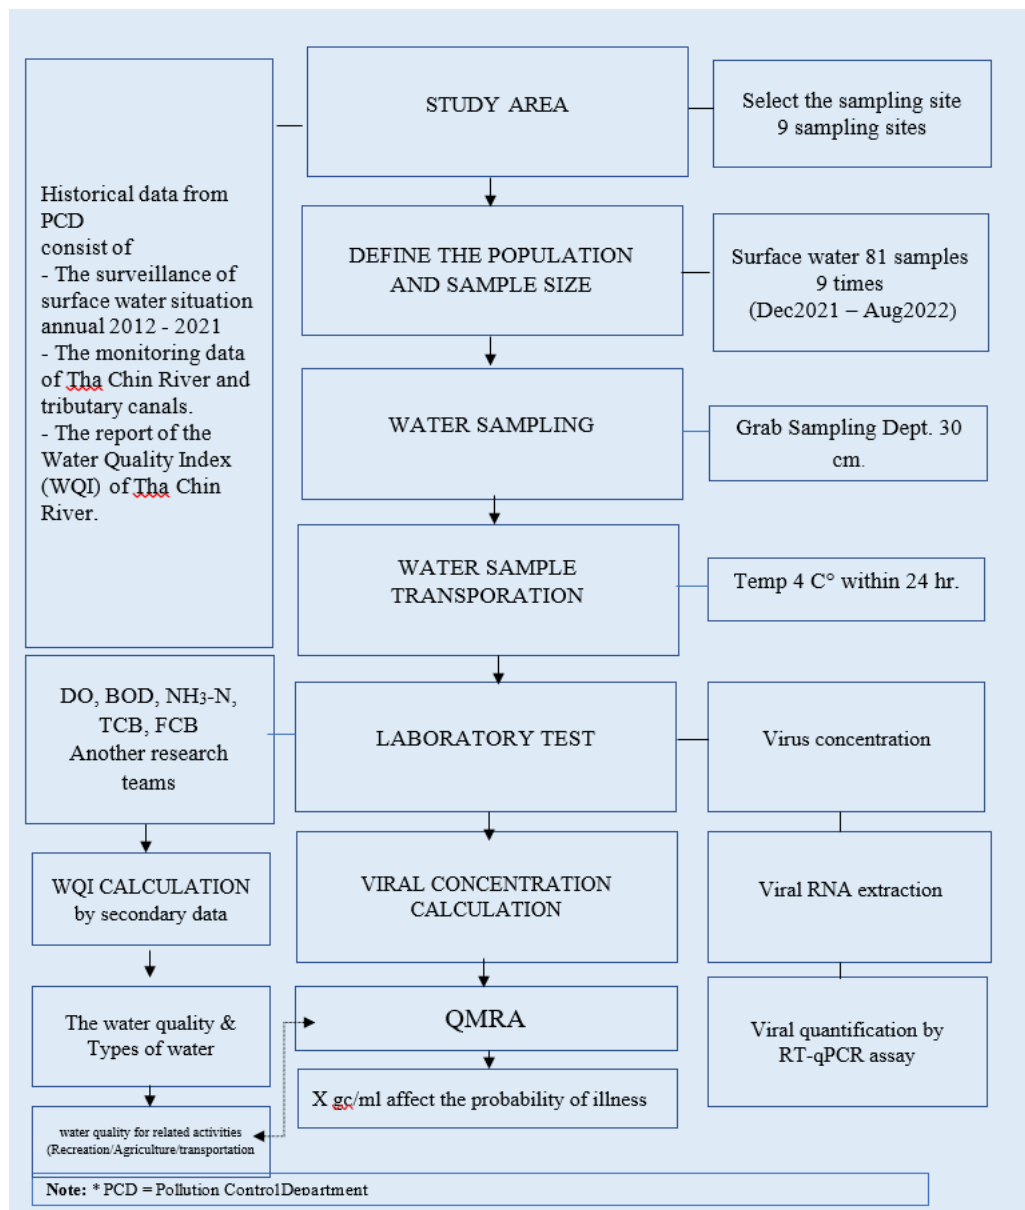 STUDY AREA
Select the sampling site
9 sampling sites
Historical data from
PCD
consist of
- The surveillance of
surface water situation
annual 2012 - 2021
- The monitoring data
of Tha Chin River and
tributary canals.
- The report of the
Water Quality Index
(WQI) of Tha Chin
River.
DEFINE THE POPULATION
AND SAMPLE SIZE
Surface water 81 samples
9 times
(Dec2021 – Aug2022)
WATER SAMPLING
Grab Sampling Dept. 30
cm.
WATER SAMPLE
TRANSPORATION
Temp 4 C° within 24 hr.
DO, BOD, NH3-N,
TCB, FCB
Another research
teams
LABORATORY TEST
Virus concentration
WQI CALCULATION
by secondary data
VIRAL CONCENTRATION
CALCULATION
Viral RNA extraction
The water quality &
Types of water
QMRA
Viral quantification by
RT-qPCR assay
X gc/ml affect the probability of illness
water quality for related activities
(Recreation/Agriculture/transportation
Note: * PCD = Pollution ControlDepartment